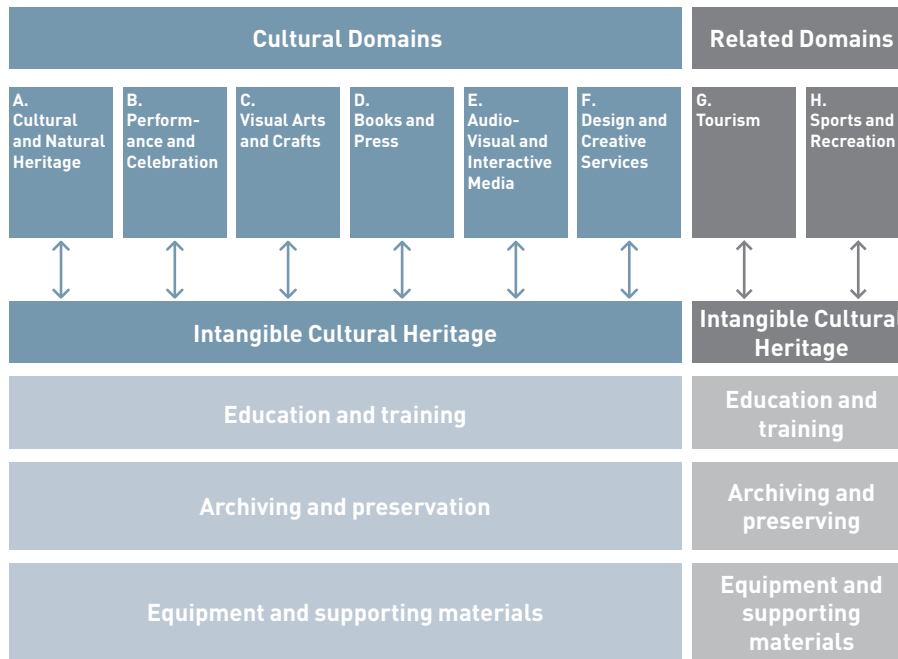 Cultural Domains
Related Domains
A.
Cultural
and Natural
Heritage
B.
Perform-
ance and
Celebration
C.
Visual Arts
and Crafts
D.
Books and
Press
E.
Audio-
Visual and
Interactive
Media
F.
Design and
Creative
Services
G.
Tourism
H.
Sports and
Recreation
Intangible Cultural Heritage
Intangible Cultural
Heritage
Education and training
Education and
training
Archiving and preservation
Archiving and
preserving
Equipment and supporting materials
Equipment and
supporting
materials